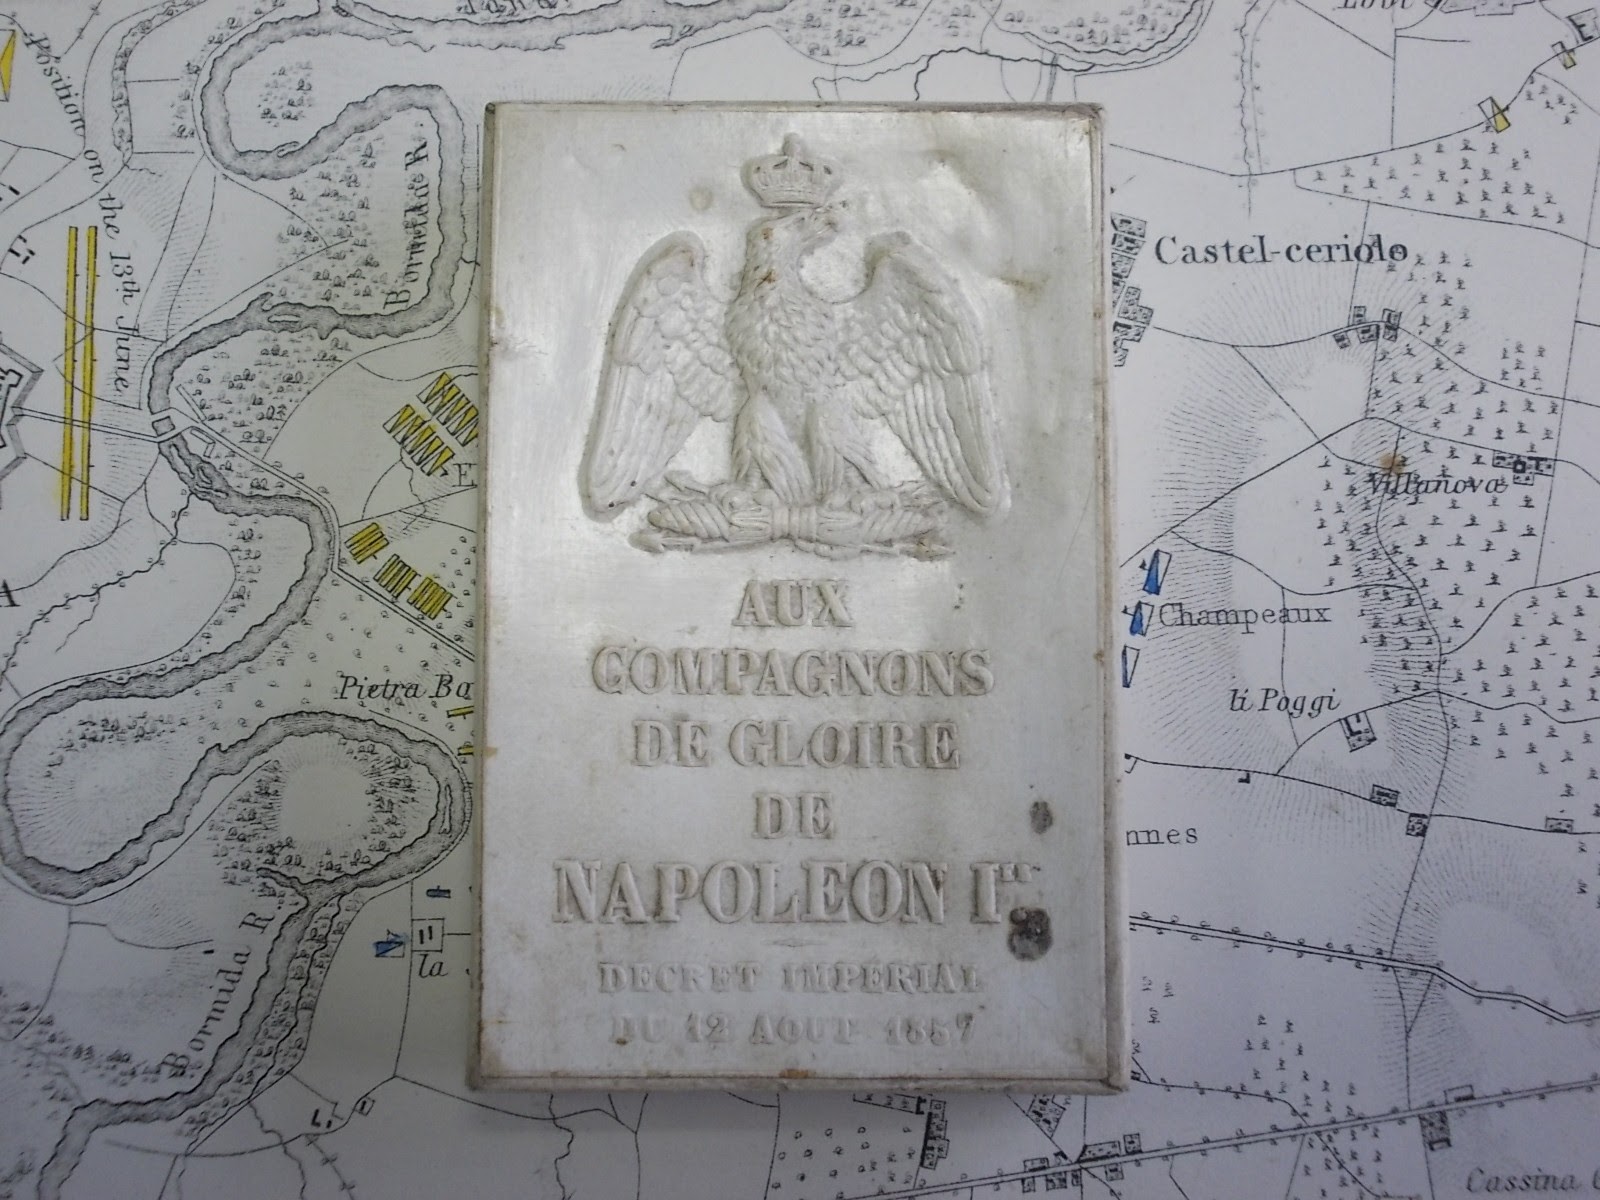 Position on the 13th June.
Bormida R.
Castel-ceriolo
Villanova
Champeaux
Pietra Ba
li Poggi
nnes
la
Bormida R.
L.
Cassina
E
E
A
AUX
COMPAGNONS
DE GLOIRE
DE
NAPOLEON Ier
DECRET IMPERIAL
DU 12 AOUT 1857